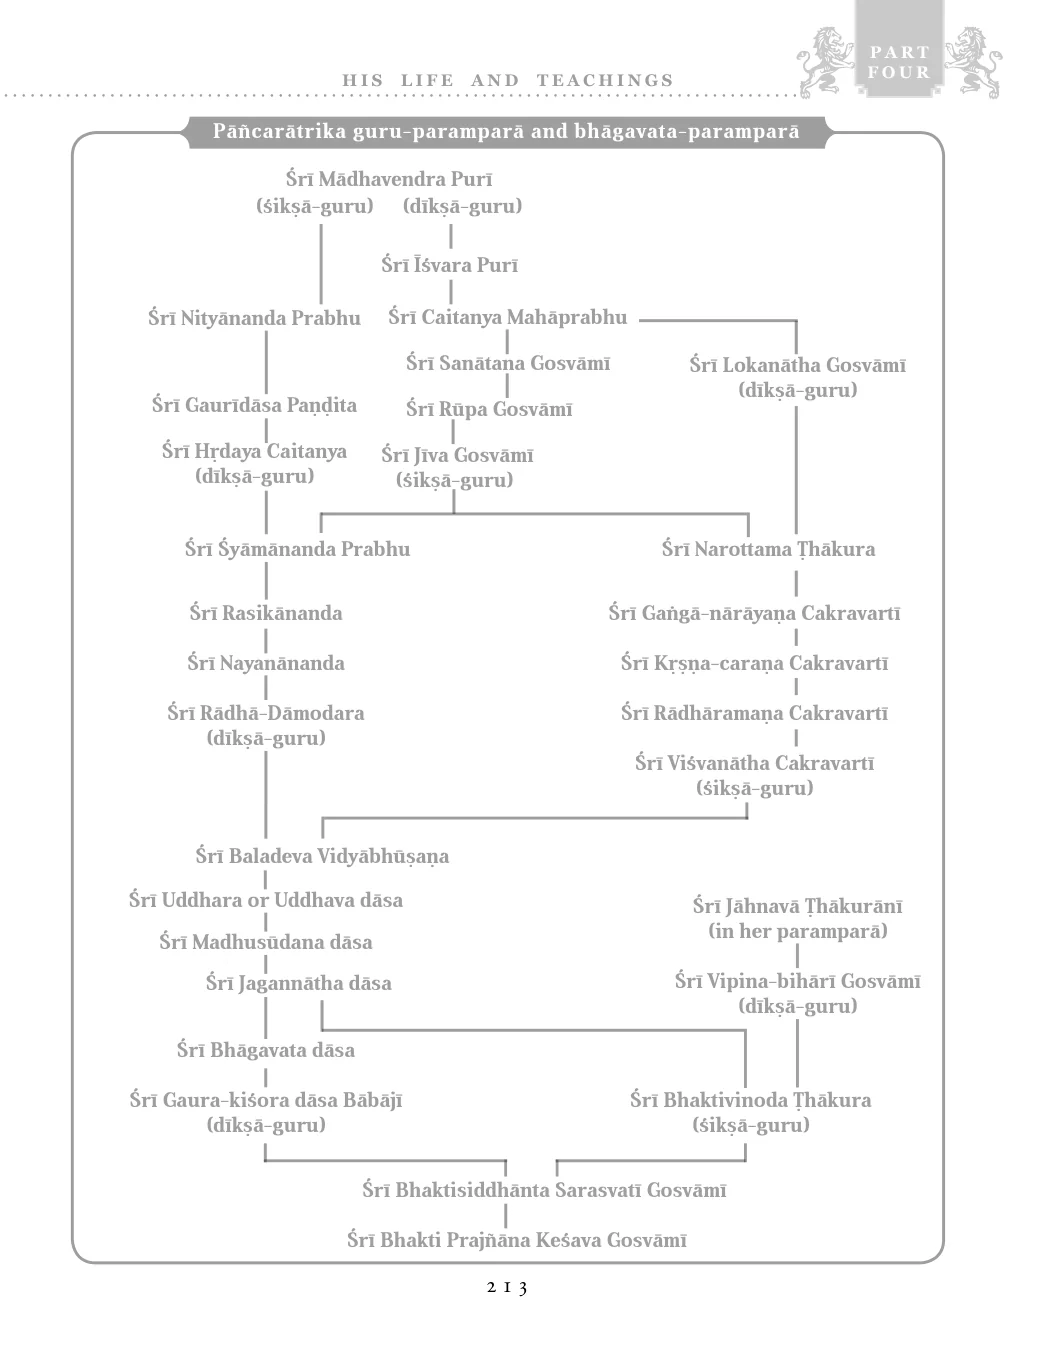 PART
FOUR
HIS LIFE AND TEACHINGS
Pāñcarātrika guru-paramparā and bhāgavata-paramparā
Śrī Mādhavendra Purī
(śikṣā-guru) (dīkṣā-guru)
Śrī Īśvara Purī
Śrī Nityānanda Prabhu Śrī Caitanya Mahāprabhu
Śrī Sanātana Gosvāmī Śrī Lokanātha Gosvāmī
(dīkṣā-guru)
Śrī Gaurīdāsa Paṇḍita Śrī Rūpa Gosvāmī
Śrī Hṛdaya Caitanya Śrī Jīva Gosvāmī
(dīkṣā-guru) (śikṣā-guru)
Śrī Śyāmānanda Prabhu Śrī Narottama Ṭhākura
Śrī Rasikānanda Śrī Gaṅgā-nārāyaṇa Cakravartī
Śrī Nayanānanda Śrī Kṛṣṇa-caraṇa Cakravartī
Śrī Rādhā-Dāmodara Śrī Rādhāramaṇa Cakravartī
(dīkṣā-guru)
Śrī Viśvanātha Cakravartī
(śikṣā-guru)
Śrī Baladeva Vidyābhūṣaṇa
Śrī Uddhara or Uddhava dāsa Śrī Jāhnavā Ṭhākurānī
(in her paramparā)
Śrī Madhusūdana dāsa
Śrī Jagannātha dāsa Śrī Vipina-bihārī Gosvāmī
(dīkṣā-guru)
Śrī Bhāgavata dāsa
Śrī Gaura-kiśora dāsa Bābājī Śrī Bhaktivinoda Ṭhākura
(dīkṣā-guru) (śikṣā-guru)
Śrī Bhaktisiddhānta Sarasvatī Gosvāmī
Śrī Bhakti Prajñāna Keśava Gosvāmī
213